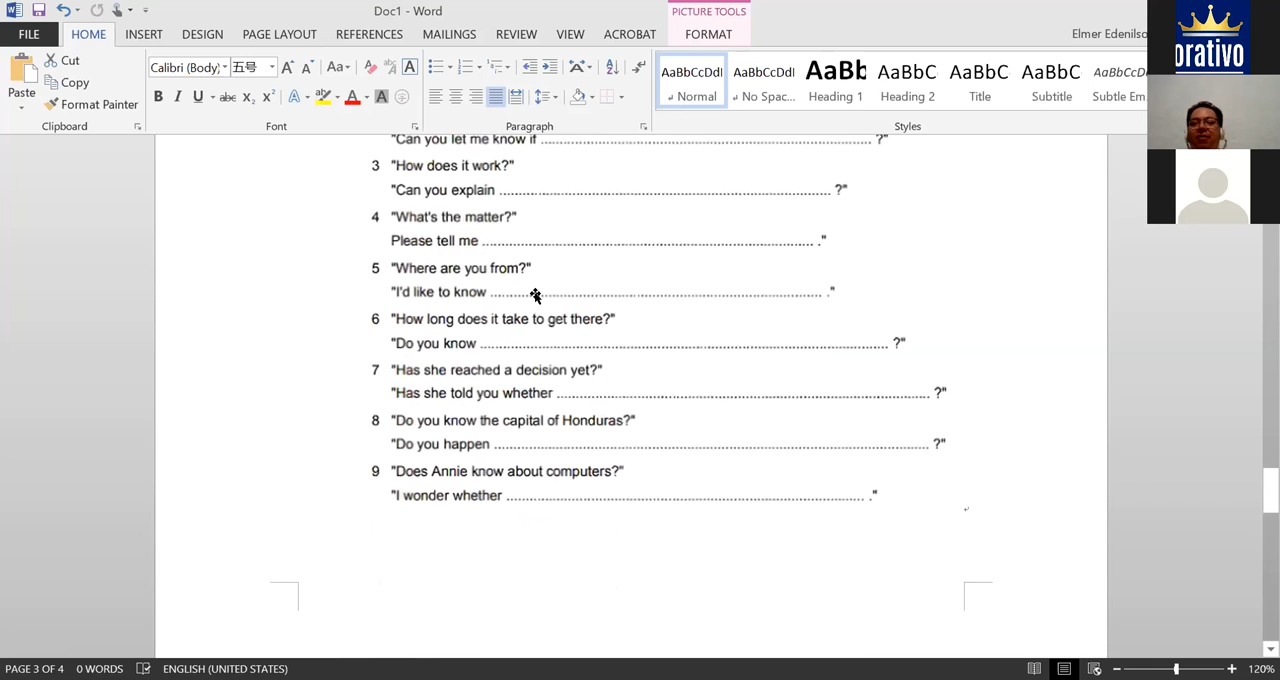 Doc1 - Word
PICTURE TOOLS
FILE
HOME
INSERT
DESIGN
PAGE LAYOUT
REFERENCES
MAILINGS
REVIEW
VIEW
ACROBAT
FORMAT
Elmer Edenilso
orativo
Paste
Cut
Copy
Format Painter
Clipboard
Calibri (Body)
五号
Font
Paragraph
AaBbCcDdI
Normal
AaBbCcDdI
No Spac...
AaBb
Heading 1
AaBbC
Heading 2
AaBbC
Title
AaBbC
Subtitle
AaBbCcD
Subtle Em
Styles
"Can you let me know if .......... ?"
3 "How does it work?"
"Can you explain .......... ?"
4 "What's the matter?"
Please tell me .......... ."
5 "Where are you from?"
"I'd like to know .......... ."
6 "How long does it take to get there?"
"Do you know .......... ?"
7 "Has she reached a decision yet?"
"Has she told you whether .......... ?"
8 "Do you know the capital of Honduras?"
"Do you happen .......... ?"
9 "Does Annie know about computers?"
"I wonder whether .......... ."
PAGE 3 OF 4
0 WORDS
ENGLISH (UNITED STATES)
120%